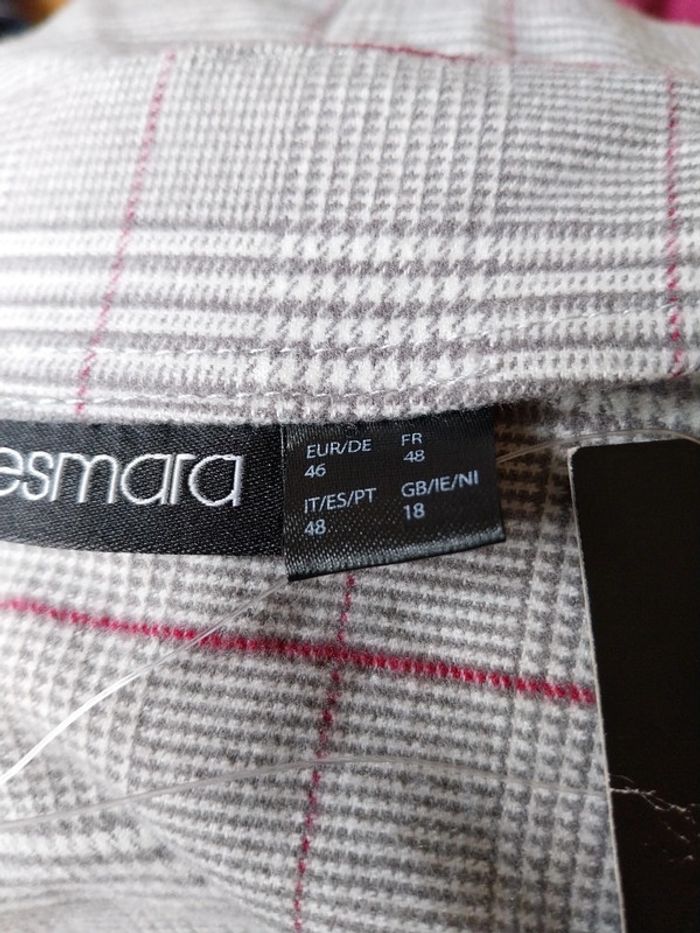 esmara
EUR/DE FR
46 48
IT/ES/PT GB/IE/NI
48 18